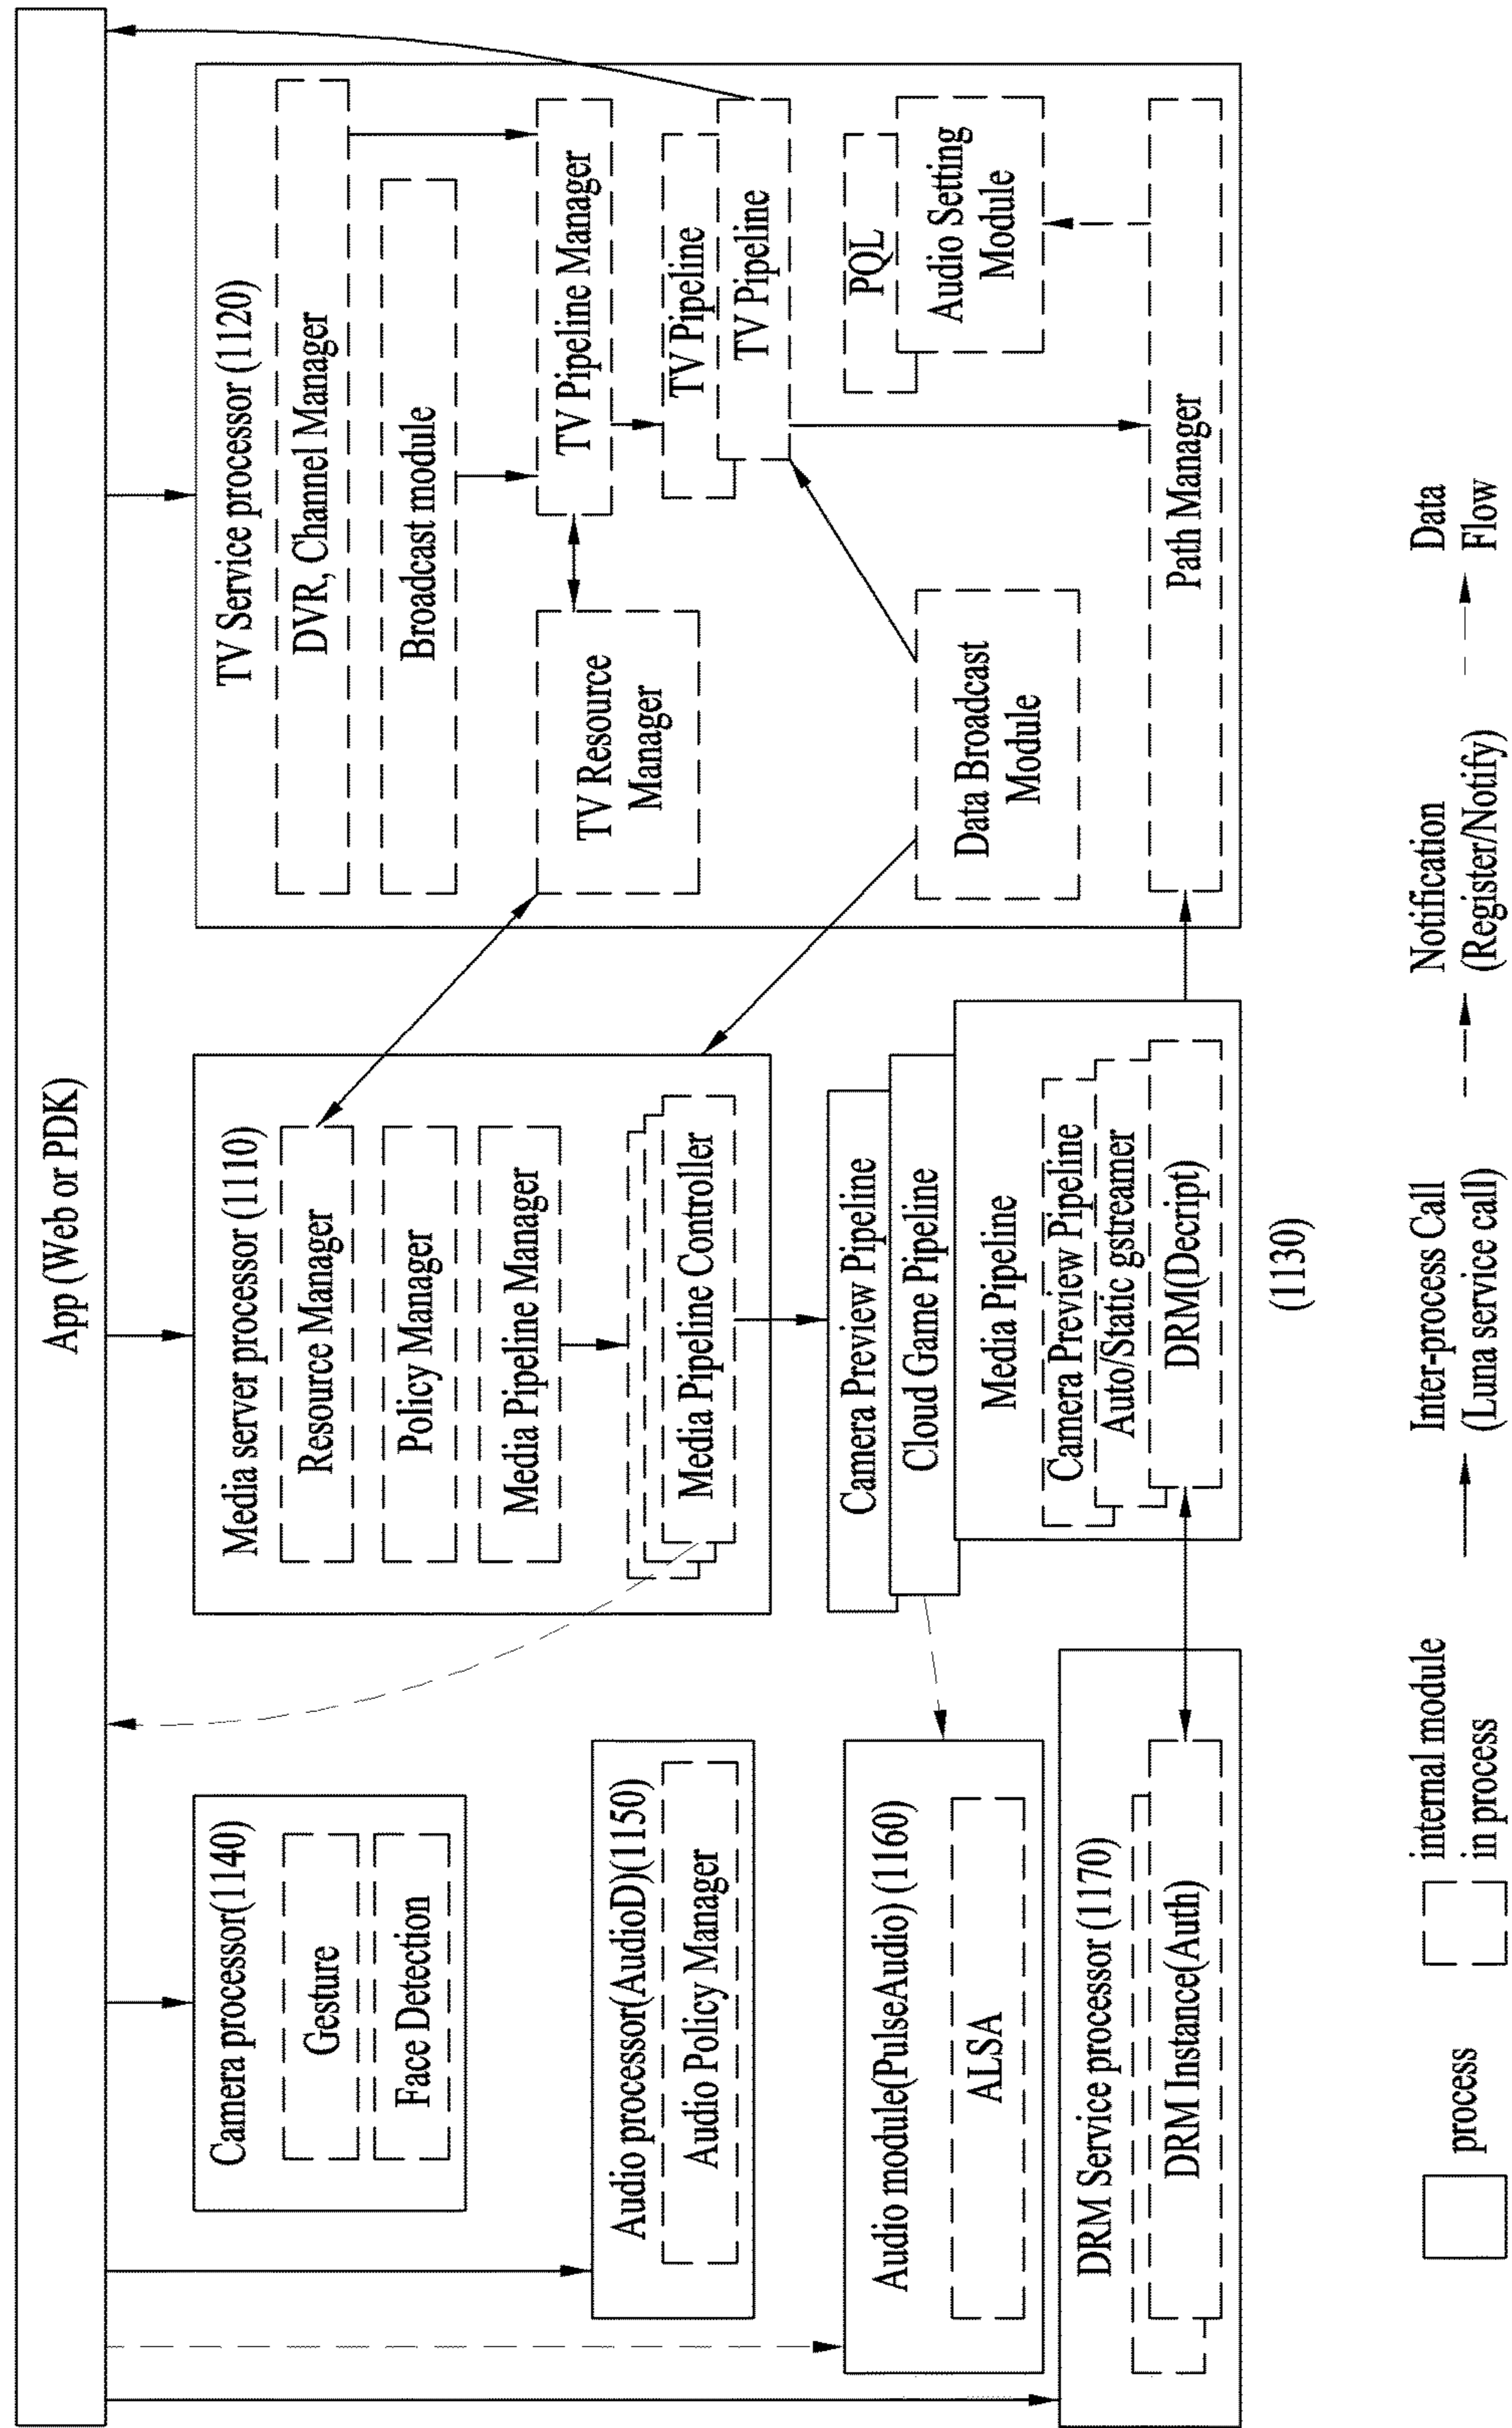 App (Web or PDK)
Camera processor(1140)
Gesture
Face Detection
Audio processor(AudioD)(1150)
Audio Policy Manager
Audio module(PulseAudio) (1160)
ALSA
DRM Service processor (1170)
DRM Instance(Auth)
Media server processor (1110)
Resource Manager
Policy Manager
Media Pipeline Manager
Media Pipeline Controller
Camera Preview Pipeline
Cloud Game Pipeline
Media Pipeline
Camera Preview Pipeline
Auto/Static gstreamer
DRM(Decript)
(1130)
TV Service processor (1120)
DVR, Channel Manager
Broadcast module
TV Resource
Manager
TV Pipeline Manager
TV Pipeline
TV Pipeline
PQL
Audio Setting
Module
Data Broadcast
Module
Path Manager
process
internal module
in process
Inter-process Call
(Luna service call)
Notification
(Register/Notify)
Data
Flow